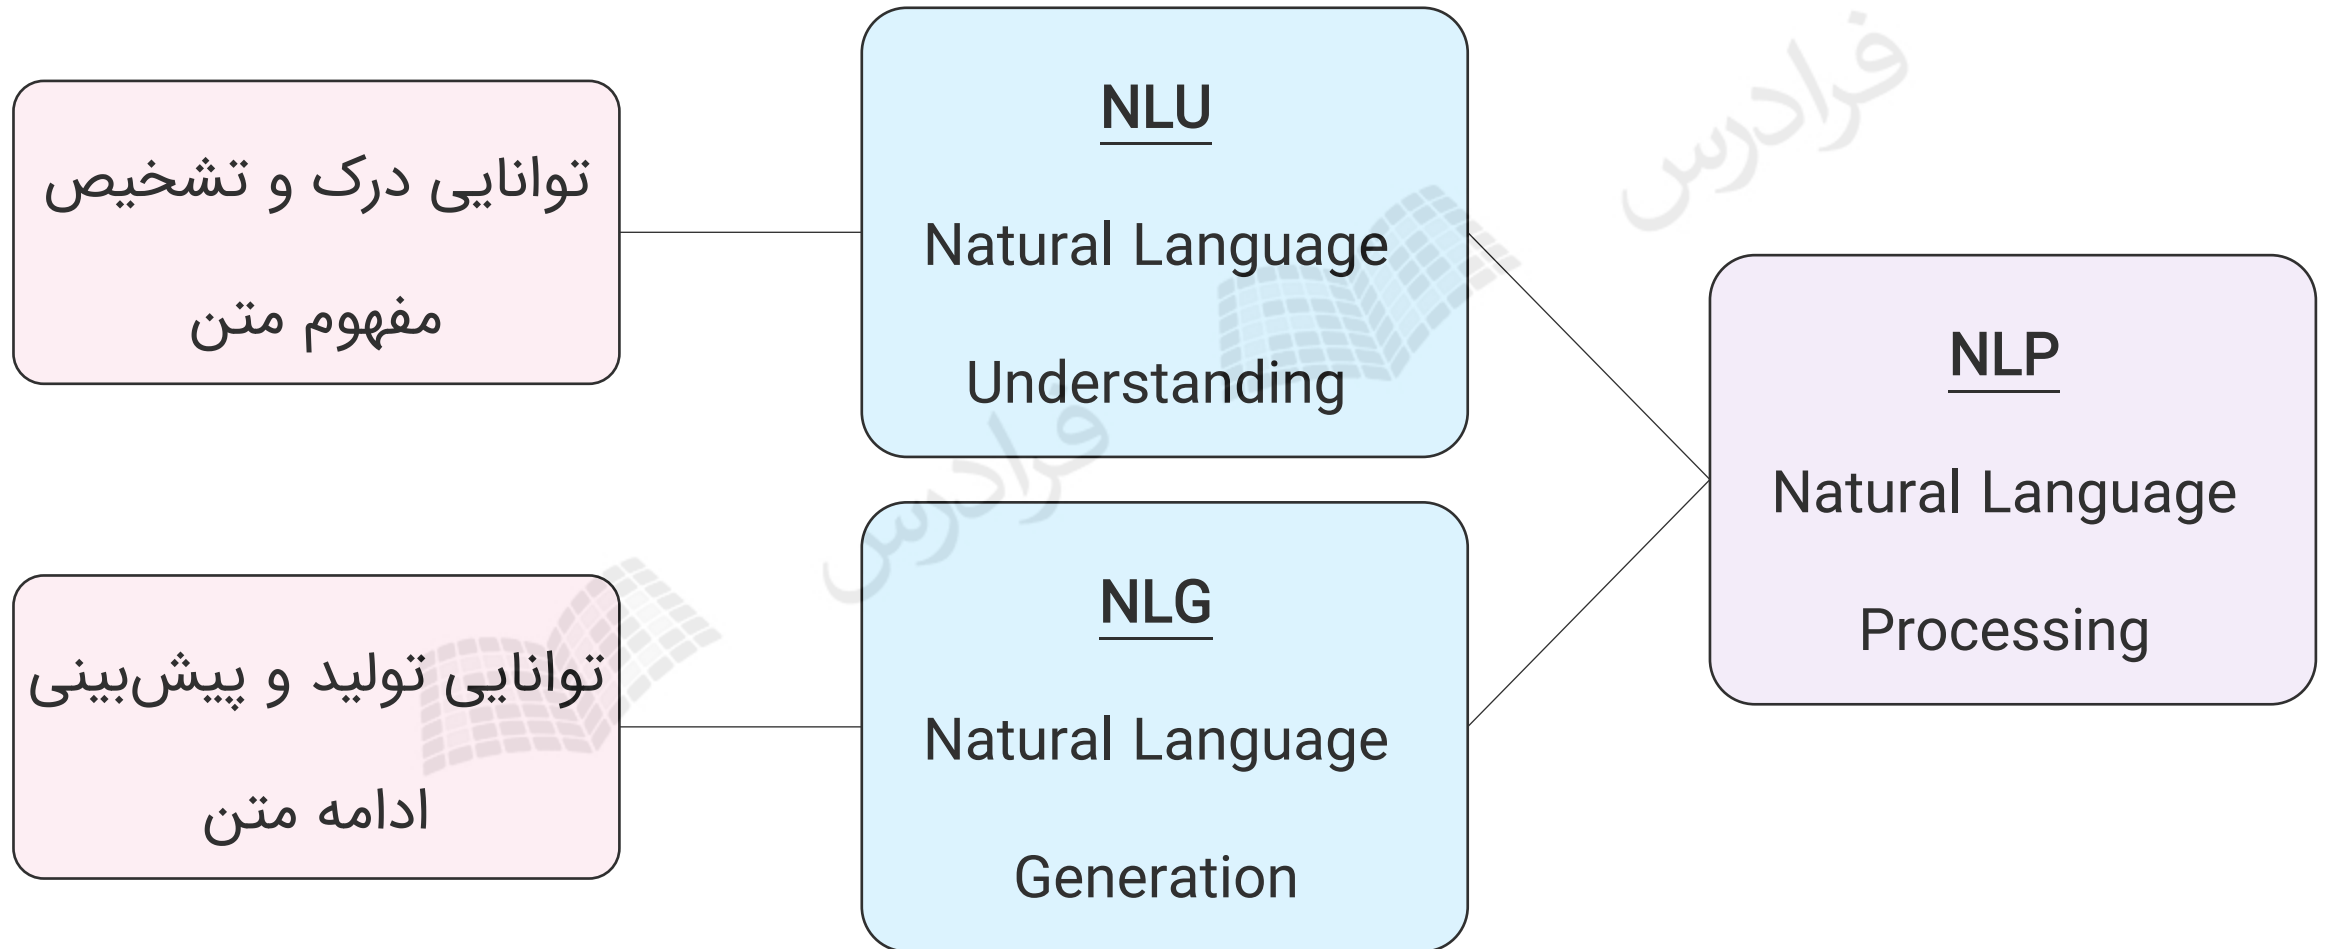 NLP
Natural Language
Processing
NLU
Natural Language
Understanding
توانایی درک و تشخیص
مفهوم متن
NLG
Natural Language
Generation
توانایی تولید و پیش‌بینی
ادامه متن
فرادرس
فرادرس